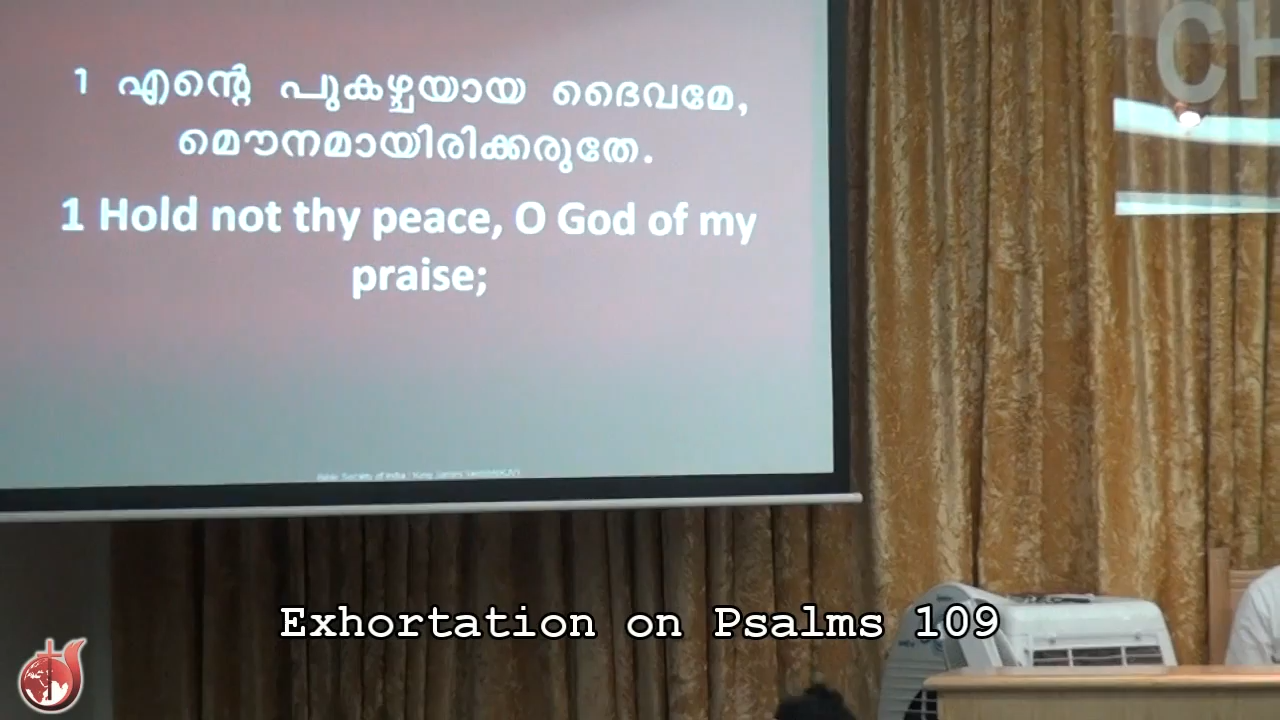 1 എന്റെ പുകഴ്ചയായ ദൈവമേ,
മൌനമായിരിക്കരുതേ.
1 Hold not thy peace, O God of my
praise;
CH
Exhortation on Psalms 109